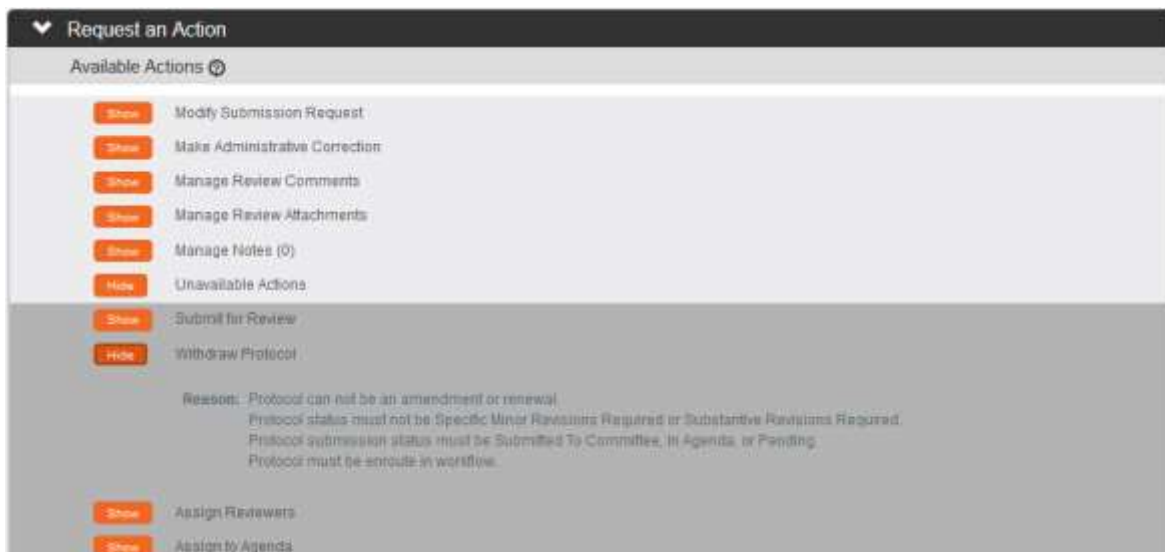 Request an Action
Available Actions
Show Modify Submission Request
Show Make Administrative Correction
Show Manage Review Comments
Show Manage Review Attachments
Show Manage Notes (0)
Hide Unavailable Actions
Show Submit for Review
Hide Withdraw Protocol
Reason: Protocol can not be an amendment or renewal.
Protocol status must not be Specific Minor Revisions Required or Substantive Revisions Required.
Protocol submission status must be Submitted To Committee, In Agenda, or Pending.
Protocol must be enroute in workflow.
Show Assign Reviewers
Show Assign to Agenda